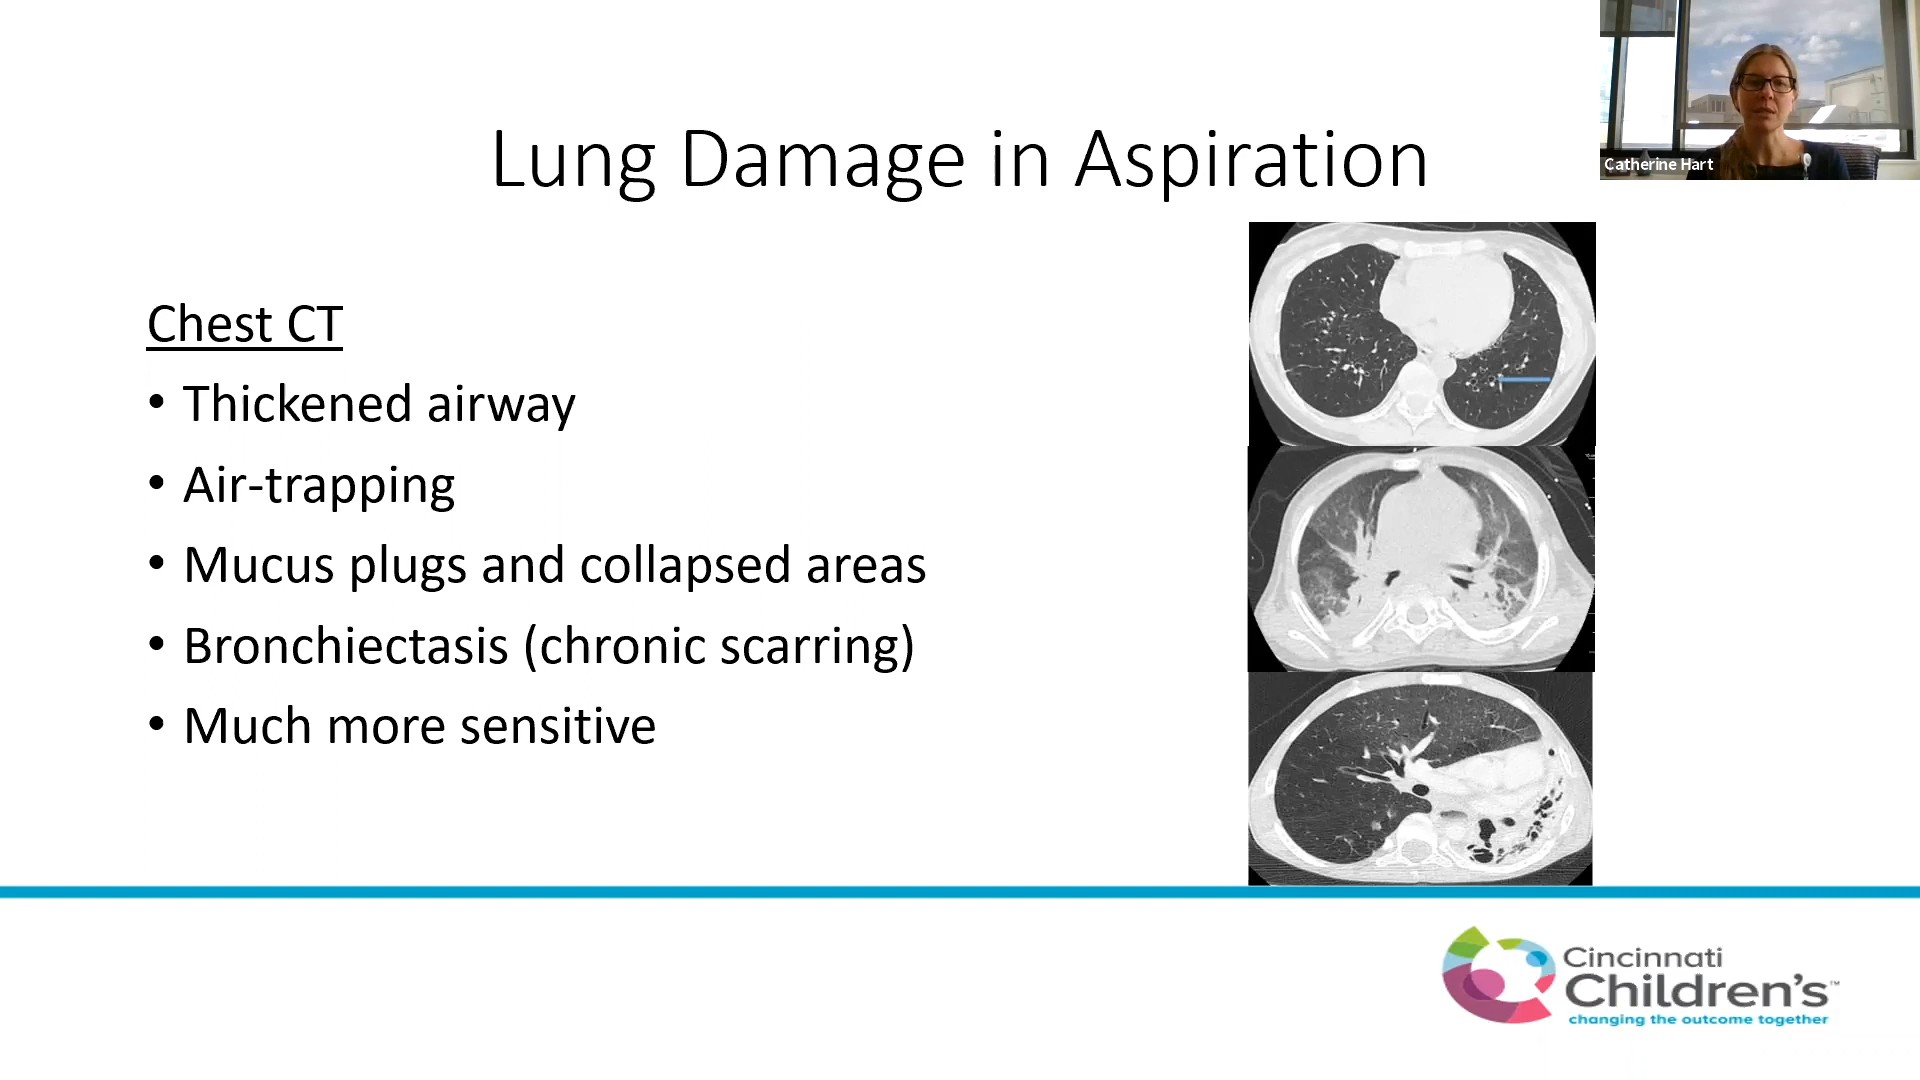 Lung Damage in Aspiration
Catherine Hart
Chest CT
• Thickened airway
• Air-trapping
• Mucus plugs and collapsed areas
• Bronchiectasis (chronic scarring)
• Much more sensitive
Cincinnati
Children's™
changing the outcome together